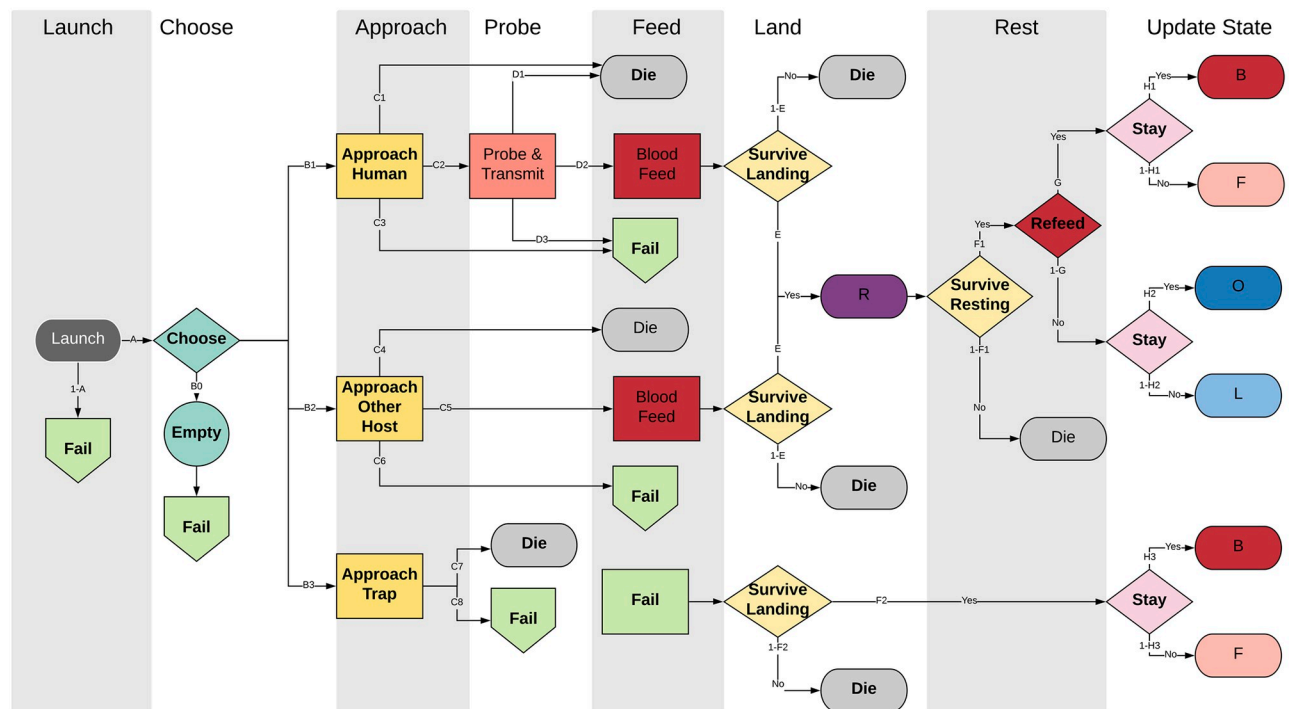 Launch
Choose
Approach
Probe
Feed
Land
Rest
Update State
Die
No
Die
Yes
B
H1
Stay
1-H1
No
F
C1
D1
1-E
B1
Approach
Human
C2
Probe &
Transmit
D2
Blood
Feed
Survive
Landing
Yes
G
C3
D3
Fail
E
Yes
F1
Refeed
1-G
Yes
R
Survive
Resting
1-F1
No
No
Die
H2
Yes
O
Stay
1-H2
No
L
Launch
A
Choose
1-A
Fail
B0
Empty
Fail
C4
Die
E
B2
Approach
Other
Host
C5
Blood
Feed
Survive
Landing
1-E
No
Die
C6
Fail
B3
Approach
Trap
C7
Die
C8
Fail
Fail
Survive
Landing
F2
Yes
1-F2
No
Die
H3
Yes
B
Stay
1-H3
No
F